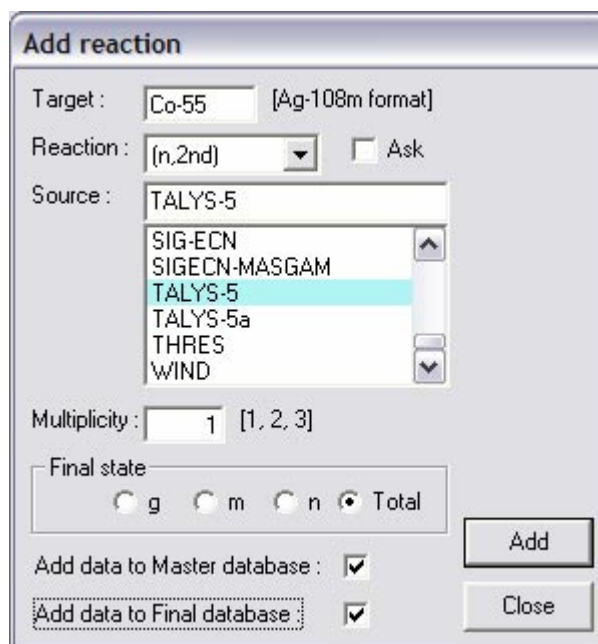 Add reaction
Target : Co-55 [Ag-108m format]
Reaction : (n,2nd) Ask
Source : TALYS-5
SIG-ECN
SIGECN-MASGAM
TALYS-5
TALYS-5a
THRES
WIND
Multiplicity : 1 [1, 2, 3]
Final state
g m n Total
Add data to Master database :
Add
Add data to Final database :
Close